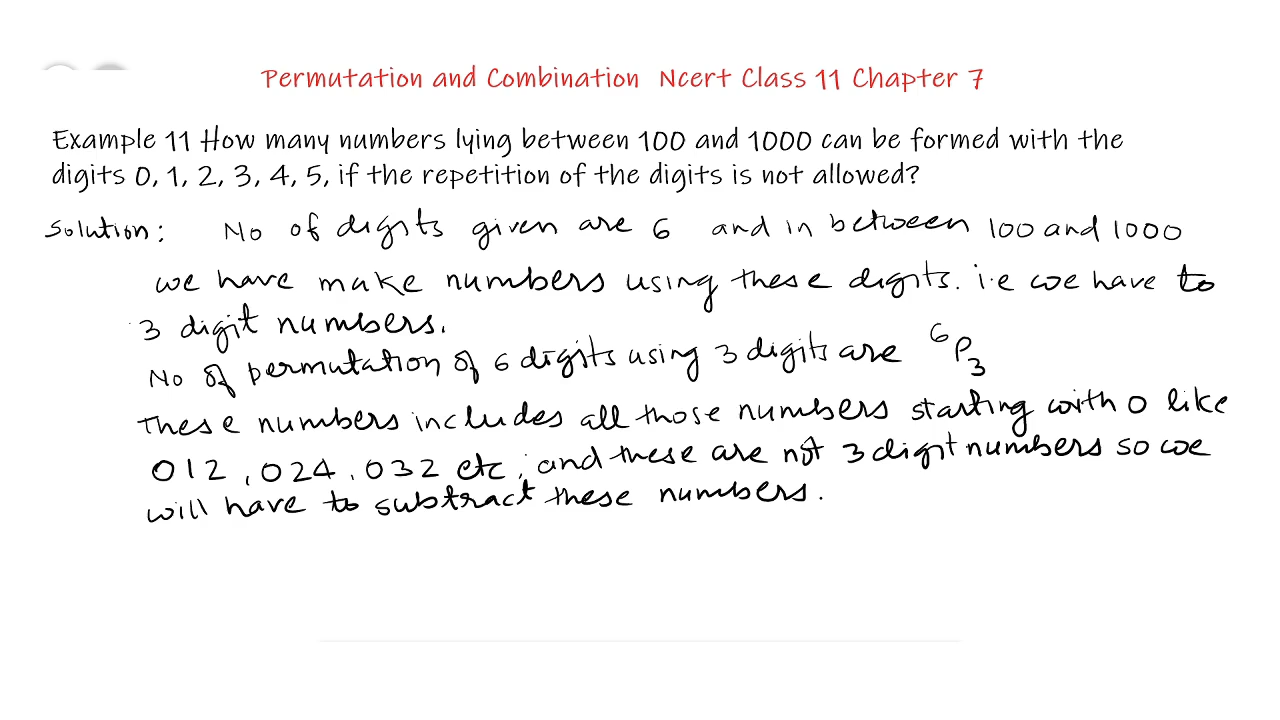 Permutation and Combination Ncert Class 11 Chapter 7
Example 11 How many numbers lying between 100 and 1000 can be formed with the
digits 0, 1, 2, 3, 4, 5, if the repetition of the digits is not allowed?
Solution: No of digits given are 6 and in between 100 and 1000
we have make numbers using these digits. i.e we have to
3 digit numbers.
No of permutation of 6 digits using 3 digits are ⁶P₃
These numbers includes all those numbers starting with 0 like
012, 024, 032 etc, and these are not 3 digit numbers so we
will have to subtract these numbers.